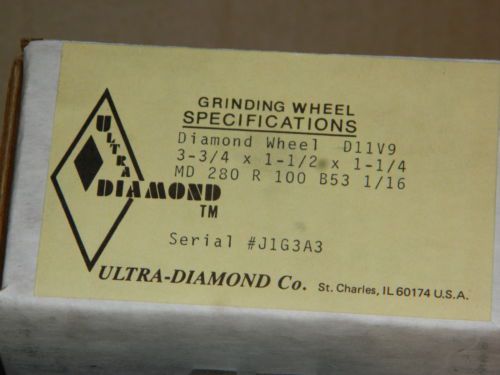 GRINDING WHEEL
SPECIFICATIONS
Diamond Wheel D11V9
3-3/4 x 1-1/2 x 1-1/4
MD 280 R 100 B53 1/16
ULTRA
DIAMOND
TM
Serial #J1G3A3
ULTRA-DIAMOND Co. St. Charles, IL 60174 U.S.A.